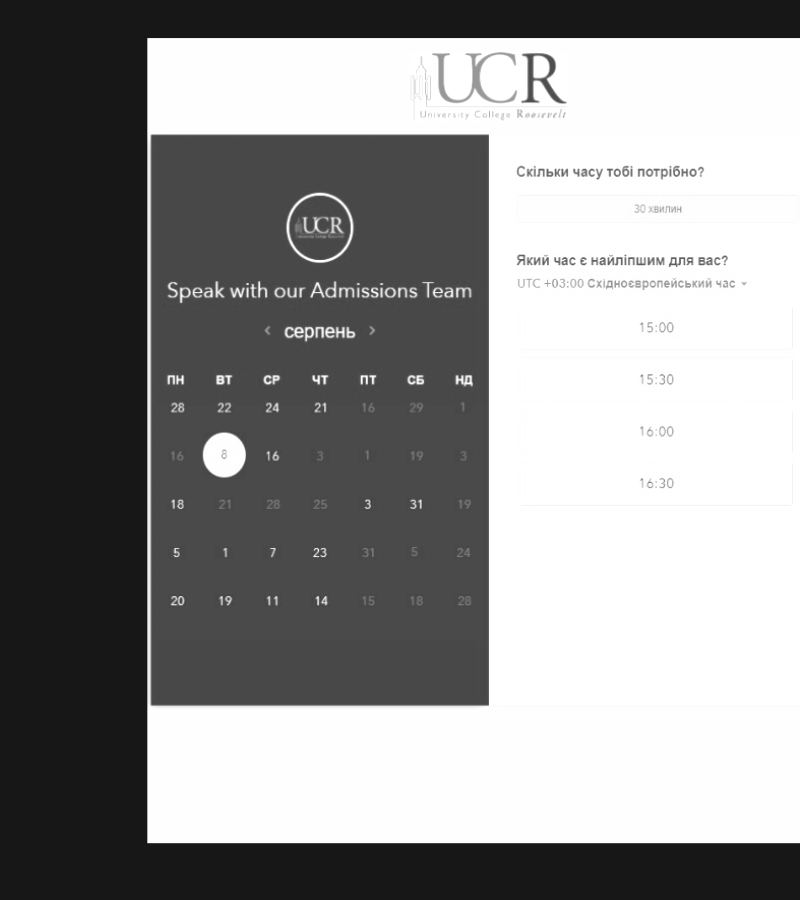 UCR
University College Roosevelt
UCR
Speak with our Admissions Team
серпень
ПН ВТ СР ЧТ ПТ СБ НД
28 22 24 21 16 29 1
16 8 16 3 1 19 3
18 21 28 25 3 31 19
5 1 7 23 31 5 24
20 19 11 14 15 18 28
Скільки часу тобі потрібно?
30 хвилин
Який час є найліпшим для вас?
UTC +03:00 Східноєвропейський час
15:00
15:30
16:00
16:30